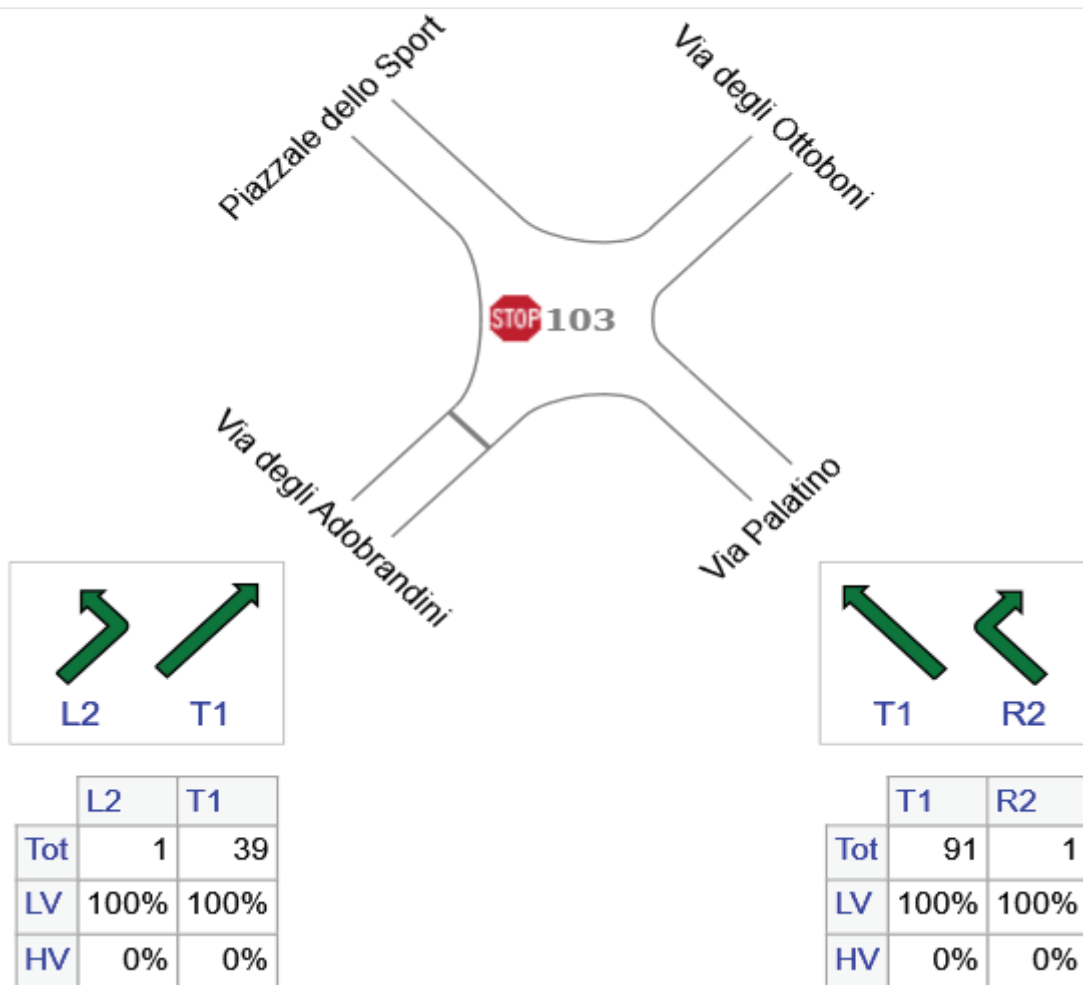 Piazzale dello Sport
Via degli Ottoboni
STOP 103
Via degli Adobrandini
Via Palatino
L2 T1
T1 R2
L2 T1
Tot 1 39
LV 100% 100%
HV 0% 0%
T1 R2
Tot 91 1
LV 100% 100%
HV 0% 0%